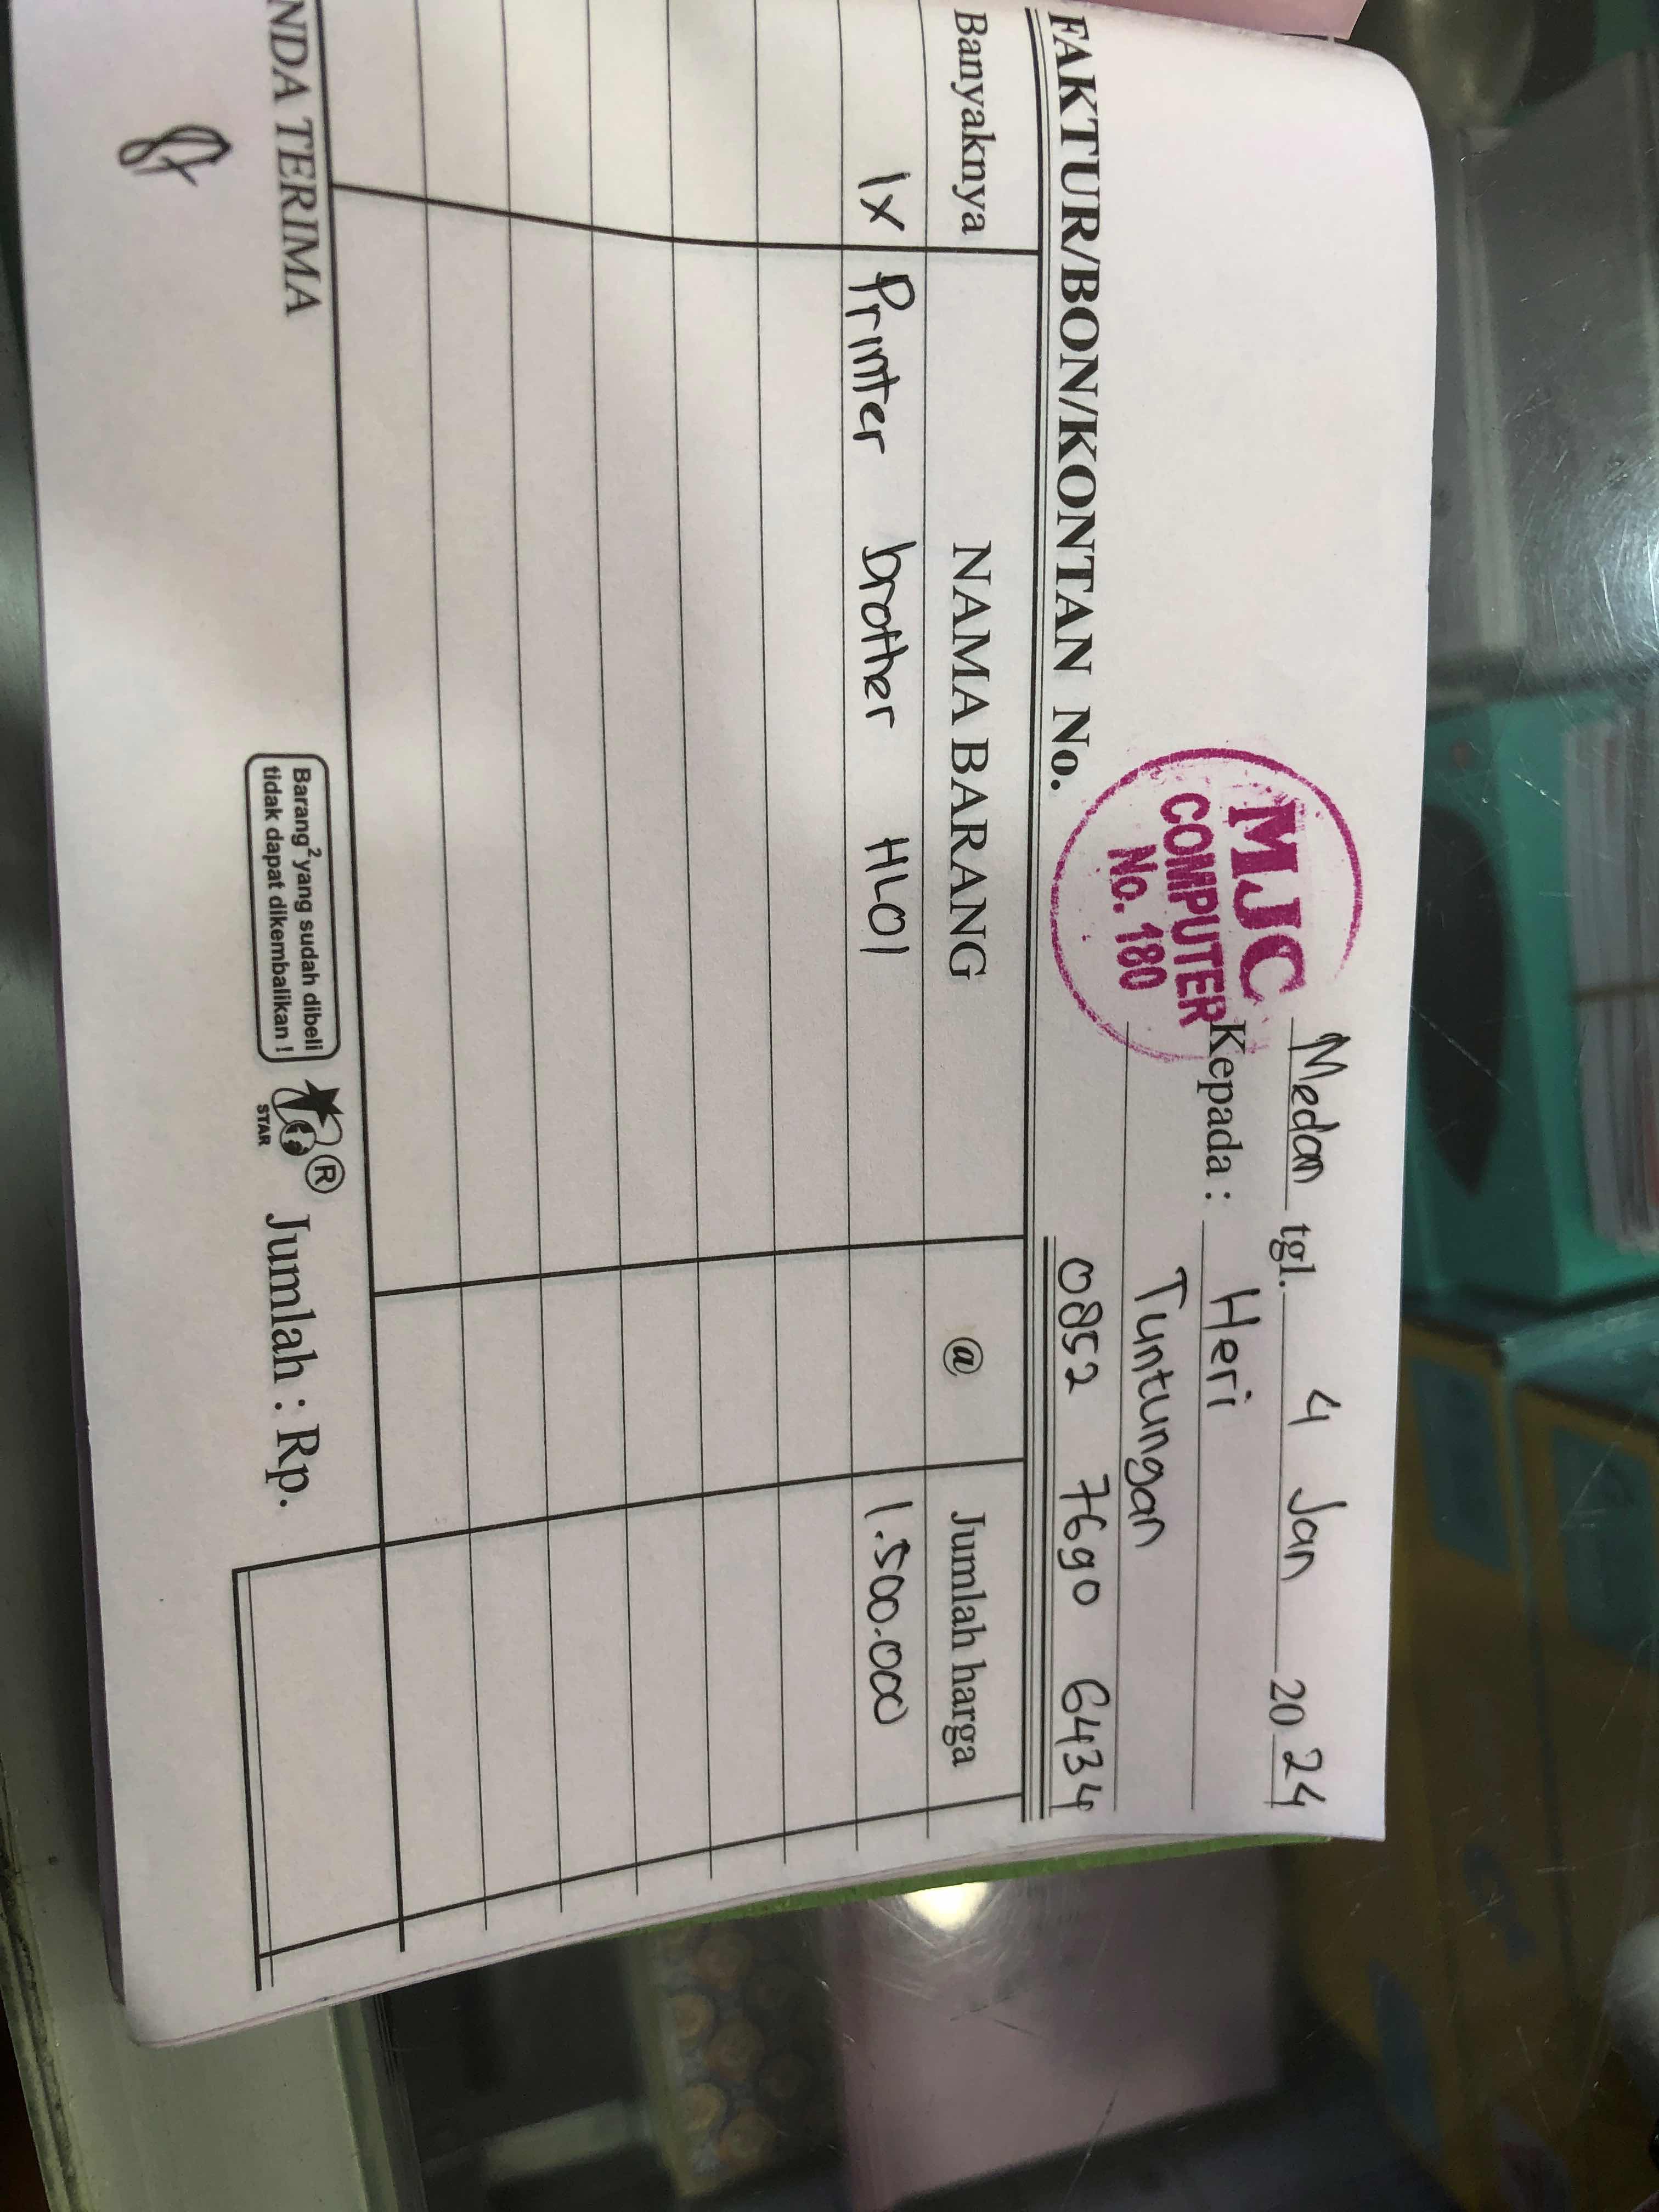 MJC
COMPUTER
No. 180
Medan tgl. 4 Jan 20 24
Kepada : Heri
Tuntungan
0852 7690 6434
FAKTUR/BON/KONTAN No.
Banyaknya NAMA BARANG @ Jumlah harga
1x Printer brother HL01 1.500.000
NDA TERIMA
Barang² yang sudah dibeli
tidak dapat dikembalikan !
STAR
®
Jumlah : Rp.